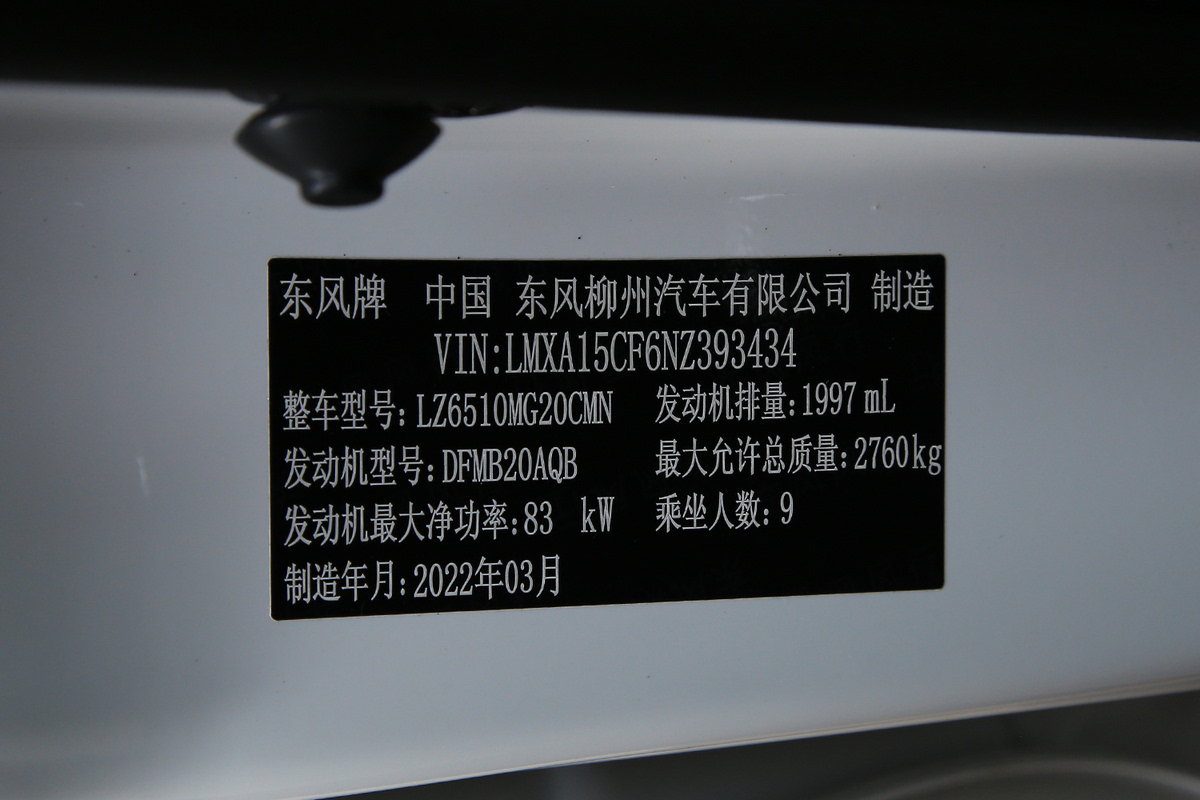 东风牌 中国 东风柳州汽车有限公司 制造
VIN:LMXA15CF6NZ393434
整车型号:LZ6510MG20CMN 发动机排量:1997 mL
发动机型号:DFMB20AQB 最大允许总质量:2760kg
发动机最大净功率:83 kW 乘坐人数:9
制造年月:2022年03月